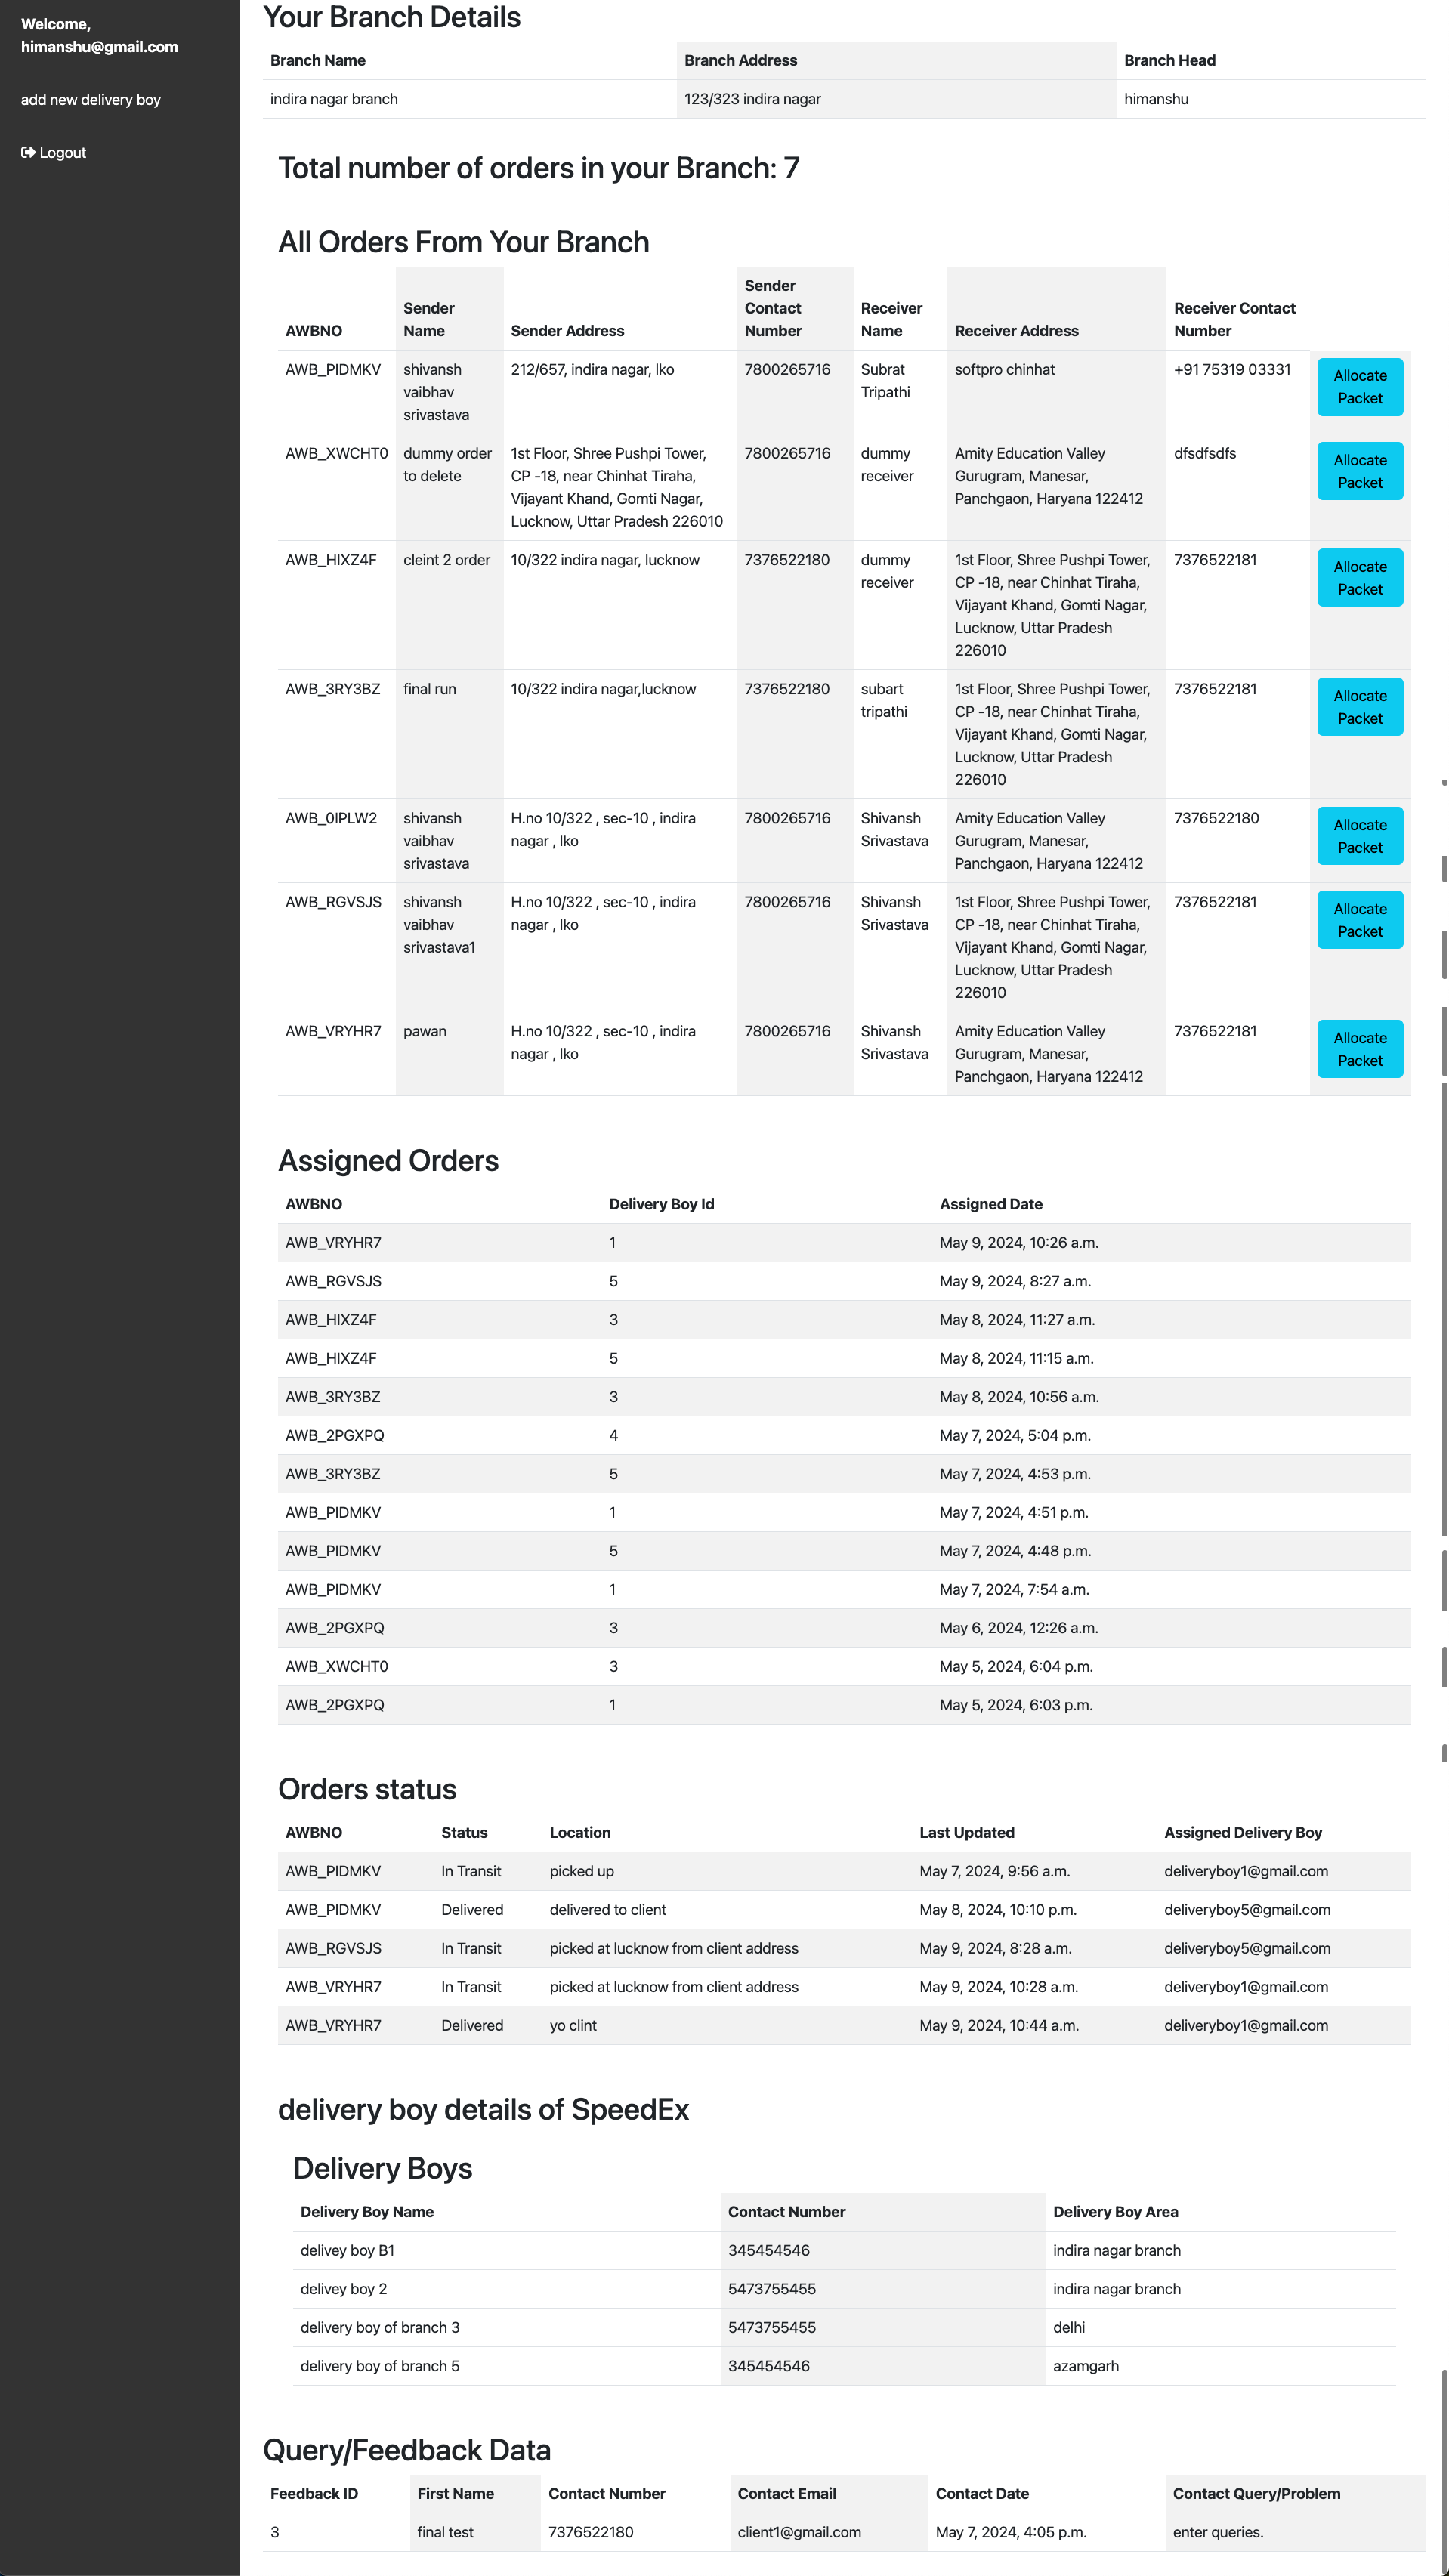 Welcome,
himanshu@gmail.com
add new delivery boy
Logout
Your Branch Details
Branch Name Branch Address Branch Head
indira nagar branch 123/323 indira nagar himanshu
Total number of orders in your Branch: 7
All Orders From Your Branch
Sender
Sender Contact Receiver Receiver Contact
AWBNO Name Sender Address Number Name Receiver Address Number
AWB_PIDMKV shivansh 212/657, indira nagar, lko 7800265716 Subrat softpro chinhat +91 75319 03331 Allocate
vaibhav Tripathi Packet
srivastava
AWB_XWCHT0 dummy order 1st Floor, Shree Pushpi Tower, 7800265716 dummy Amity Education Valley dfsdfsdfs Allocate
to delete CP -18, near Chinhat Tiraha, receiver Gurugram, Manesar, Packet
Vijayant Khand, Gomti Nagar, Panchgaon, Haryana 122412
Lucknow, Uttar Pradesh 226010
AWB_HIXZ4F cleint 2 order 10/322 indira nagar, lucknow 7376522180 dummy 1st Floor, Shree Pushpi Tower, 7376522181 Allocate
receiver CP -18, near Chinhat Tiraha, Packet
Vijayant Khand, Gomti Nagar,
Lucknow, Uttar Pradesh
226010
AWB_3RY3BZ final run 10/322 indira nagar,lucknow 7376522180 subart 1st Floor, Shree Pushpi Tower, 7376522181 Allocate
tripathi CP -18, near Chinhat Tiraha, Packet
Vijayant Khand, Gomti Nagar,
Lucknow, Uttar Pradesh
226010
AWB_0IPLW2 shivansh H.no 10/322 , sec-10 , indira 7800265716 Shivansh Amity Education Valley 7376522180 Allocate
vaibhav nagar , lko Srivastava Gurugram, Manesar, Packet
srivastava Panchgaon, Haryana 122412
AWB_RGVSJS shivansh H.no 10/322 , sec-10 , indira 7800265716 Shivansh 1st Floor, Shree Pushpi Tower, 7376522181 Allocate
vaibhav nagar , lko Srivastava CP -18, near Chinhat Tiraha, Packet
srivastava1 Vijayant Khand, Gomti Nagar,
Lucknow, Uttar Pradesh
226010
AWB_VRYHR7 pawan H.no 10/322 , sec-10 , indira 7800265716 Shivansh Amity Education Valley 7376522181 Allocate
nagar , lko Srivastava Gurugram, Manesar, Packet
Panchgaon, Haryana 122412
Assigned Orders
AWBNO Delivery Boy Id Assigned Date
AWB_VRYHR7 1 May 9, 2024, 10:26 a.m.
AWB_RGVSJS 5 May 9, 2024, 8:27 a.m.
AWB_HIXZ4F 3 May 8, 2024, 11:27 a.m.
AWB_HIXZ4F 5 May 8, 2024, 11:15 a.m.
AWB_3RY3BZ 3 May 8, 2024, 10:56 a.m.
AWB_2PGXPQ 4 May 7, 2024, 5:04 p.m.
AWB_3RY3BZ 5 May 7, 2024, 4:53 p.m.
AWB_PIDMKV 1 May 7, 2024, 4:51 p.m.
AWB_PIDMKV 5 May 7, 2024, 4:48 p.m.
AWB_PIDMKV 1 May 7, 2024, 7:54 a.m.
AWB_2PGXPQ 3 May 6, 2024, 12:26 a.m.
AWB_XWCHT0 3 May 5, 2024, 6:04 p.m.
AWB_2PGXPQ 1 May 5, 2024, 6:03 p.m.
Orders status
AWBNO Status Location Last Updated Assigned Delivery Boy
AWB_PIDMKV In Transit picked up May 7, 2024, 9:56 a.m. deliveryboy1@gmail.com
AWB_PIDMKV Delivered delivered to client May 8, 2024, 10:10 p.m. deliveryboy5@gmail.com
AWB_RGVSJS In Transit picked at lucknow from client address May 9, 2024, 8:28 a.m. deliveryboy5@gmail.com
AWB_VRYHR7 In Transit picked at lucknow from client address May 9, 2024, 10:28 a.m. deliveryboy1@gmail.com
AWB_VRYHR7 Delivered yo clint May 9, 2024, 10:44 a.m. deliveryboy1@gmail.com
delivery boy details of SpeedEx
Delivery Boys
Delivery Boy Name Contact Number Delivery Boy Area
delivey boy B1 345454546 indira nagar branch
delivey boy 2 5473755455 indira nagar branch
delivery boy of branch 3 5473755455 delhi
delivery boy of branch 5 345454546 azamgarh
Query/Feedback Data
Feedback ID First Name Contact Number Contact Email Contact Date Contact Query/Problem
3 final test 7376522180 client1@gmail.com May 7, 2024, 4:05 p.m. enter queries.